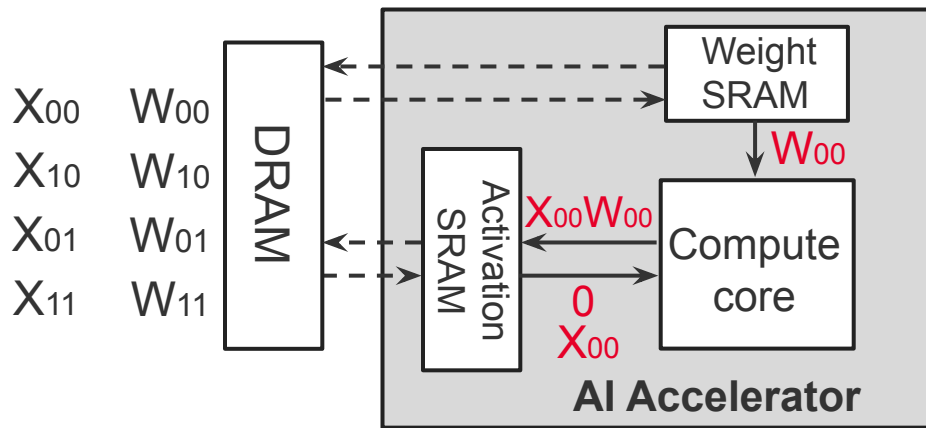 X00 W00
X10 W10
X01 W01
X11 W11
DRAM
Activation
SRAM
Weight
SRAM
W00
X00W00
0
X00
Compute
core
AI Accelerator